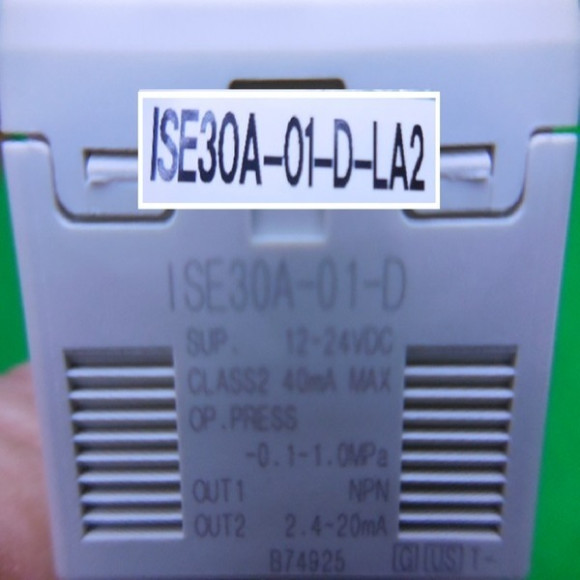 ISE30A-01-D-LA2
ISE30A-01-D
SUP. 12-24VDC
CLASS2 40mA MAX
OP.PRESS
-0.1-1.0MPa
OUT1 NPN
OUT2 2.4-20mA
B74925